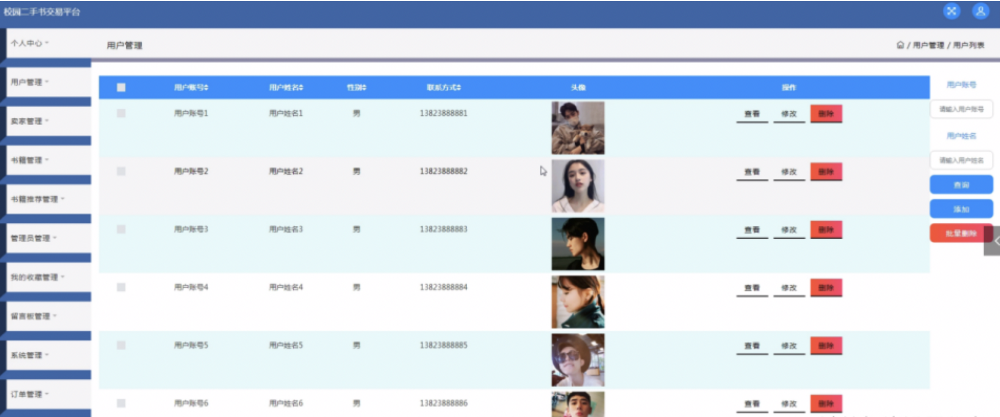 校园二手书交易平台
个人中心
用户管理
/ 用户管理 / 用户列表
用户管理
卖家管理
书籍管理
书籍推荐管理
管理员管理
我的收藏管理
留言板管理
系统管理
订单管理
用户账号 用户姓名 性别 联系方式 头像 操作
用户账号1 用户姓名1 男 13823888881 查看 修改 删除
用户账号2 用户姓名2 男 13823888882 查看 修改 删除
用户账号3 用户姓名3 男 13823888883 查看 修改 删除
用户账号4 用户姓名4 男 13823888884 查看 修改 删除
用户账号5 用户姓名5 男 13823888885 查看 修改 删除
用户账号6 用户姓名6 男 13823888886 查看 修改 删除
用户账号
请输入用户账号
用户姓名
请输入用户姓名
查询
添加
批量删除